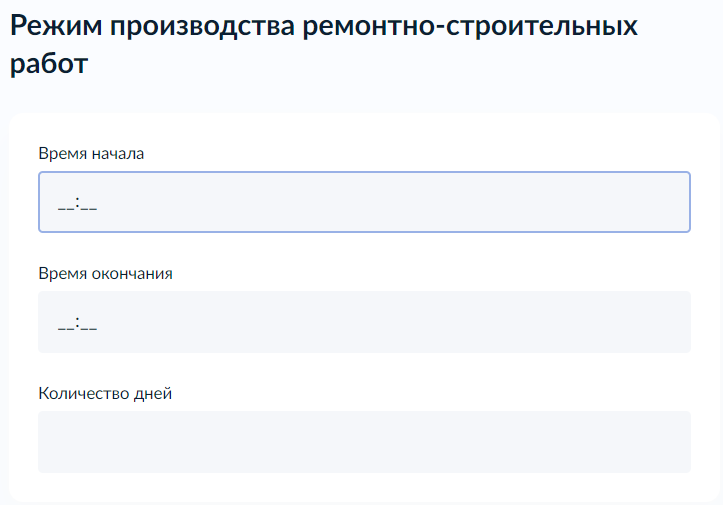 Режим производства ремонтно-строительных
работ
Время начала
__:__
Время окончания
__:__
Количество дней